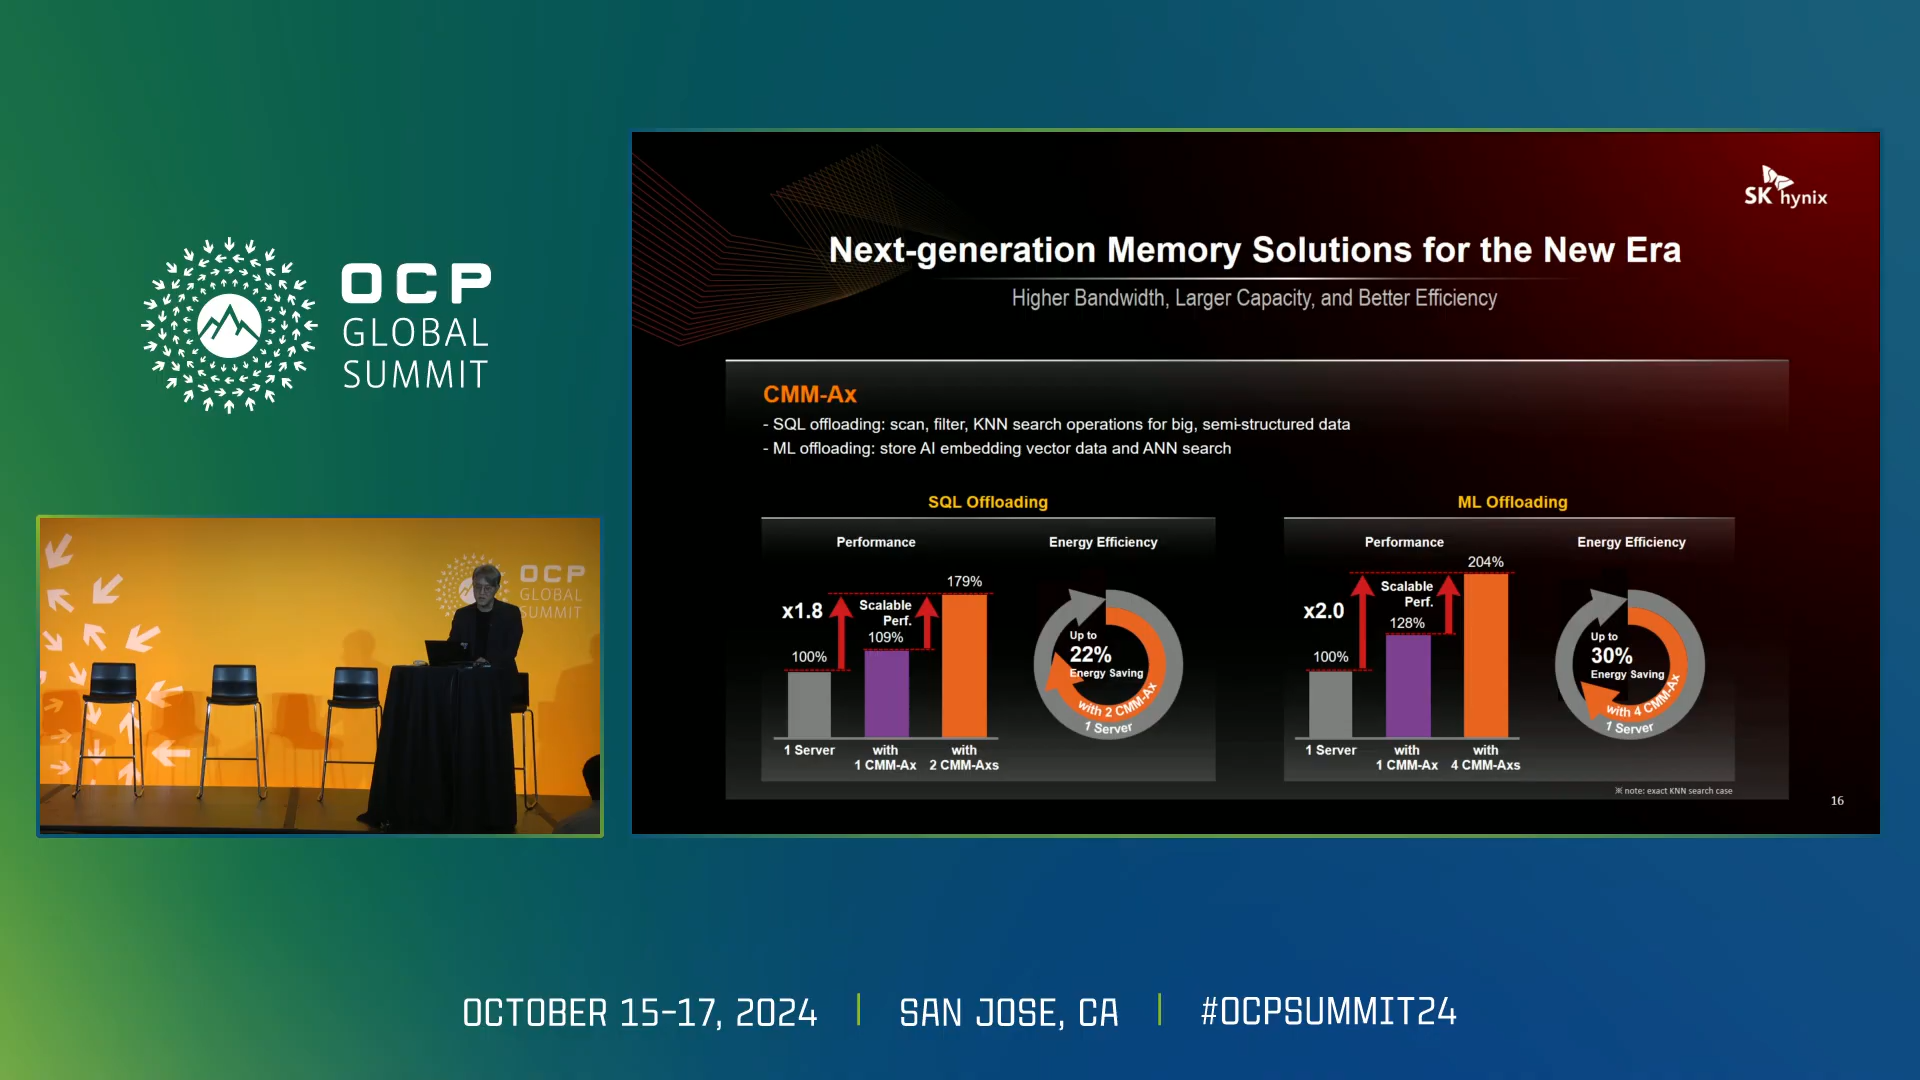 OCP
GLOBAL
SUMMIT
OCP
GLOBAL
SUMMIT
SK hynix
Next-generation Memory Solutions for the New Era
Higher Bandwidth, Larger Capacity, and Better Efficiency
CMM-Ax
- SQL offloading: scan, filter, KNN search operations for big, semi-structured data
- ML offloading: store AI embedding vector data and ANN search
SQL Offloading
Performance
Energy Efficiency
x1.8
Scalable
Perf.
100%
109%
179%
1 Server
with
1 CMM-Ax
with
2 CMM-Axs
Up to
22%
Energy Saving
with 2 CMM-Ax
1 Server
ML Offloading
Performance
Energy Efficiency
x2.0
Scalable
Perf.
100%
128%
204%
1 Server
with
1 CMM-Ax
with
4 CMM-Axs
Up to
30%
Energy Saving
with 4 CMM-Ax
1 Server
※ note: exact KNN search case
16
OCTOBER 15-17, 2024 | SAN JOSE, CA | #OCPSUMMIT24